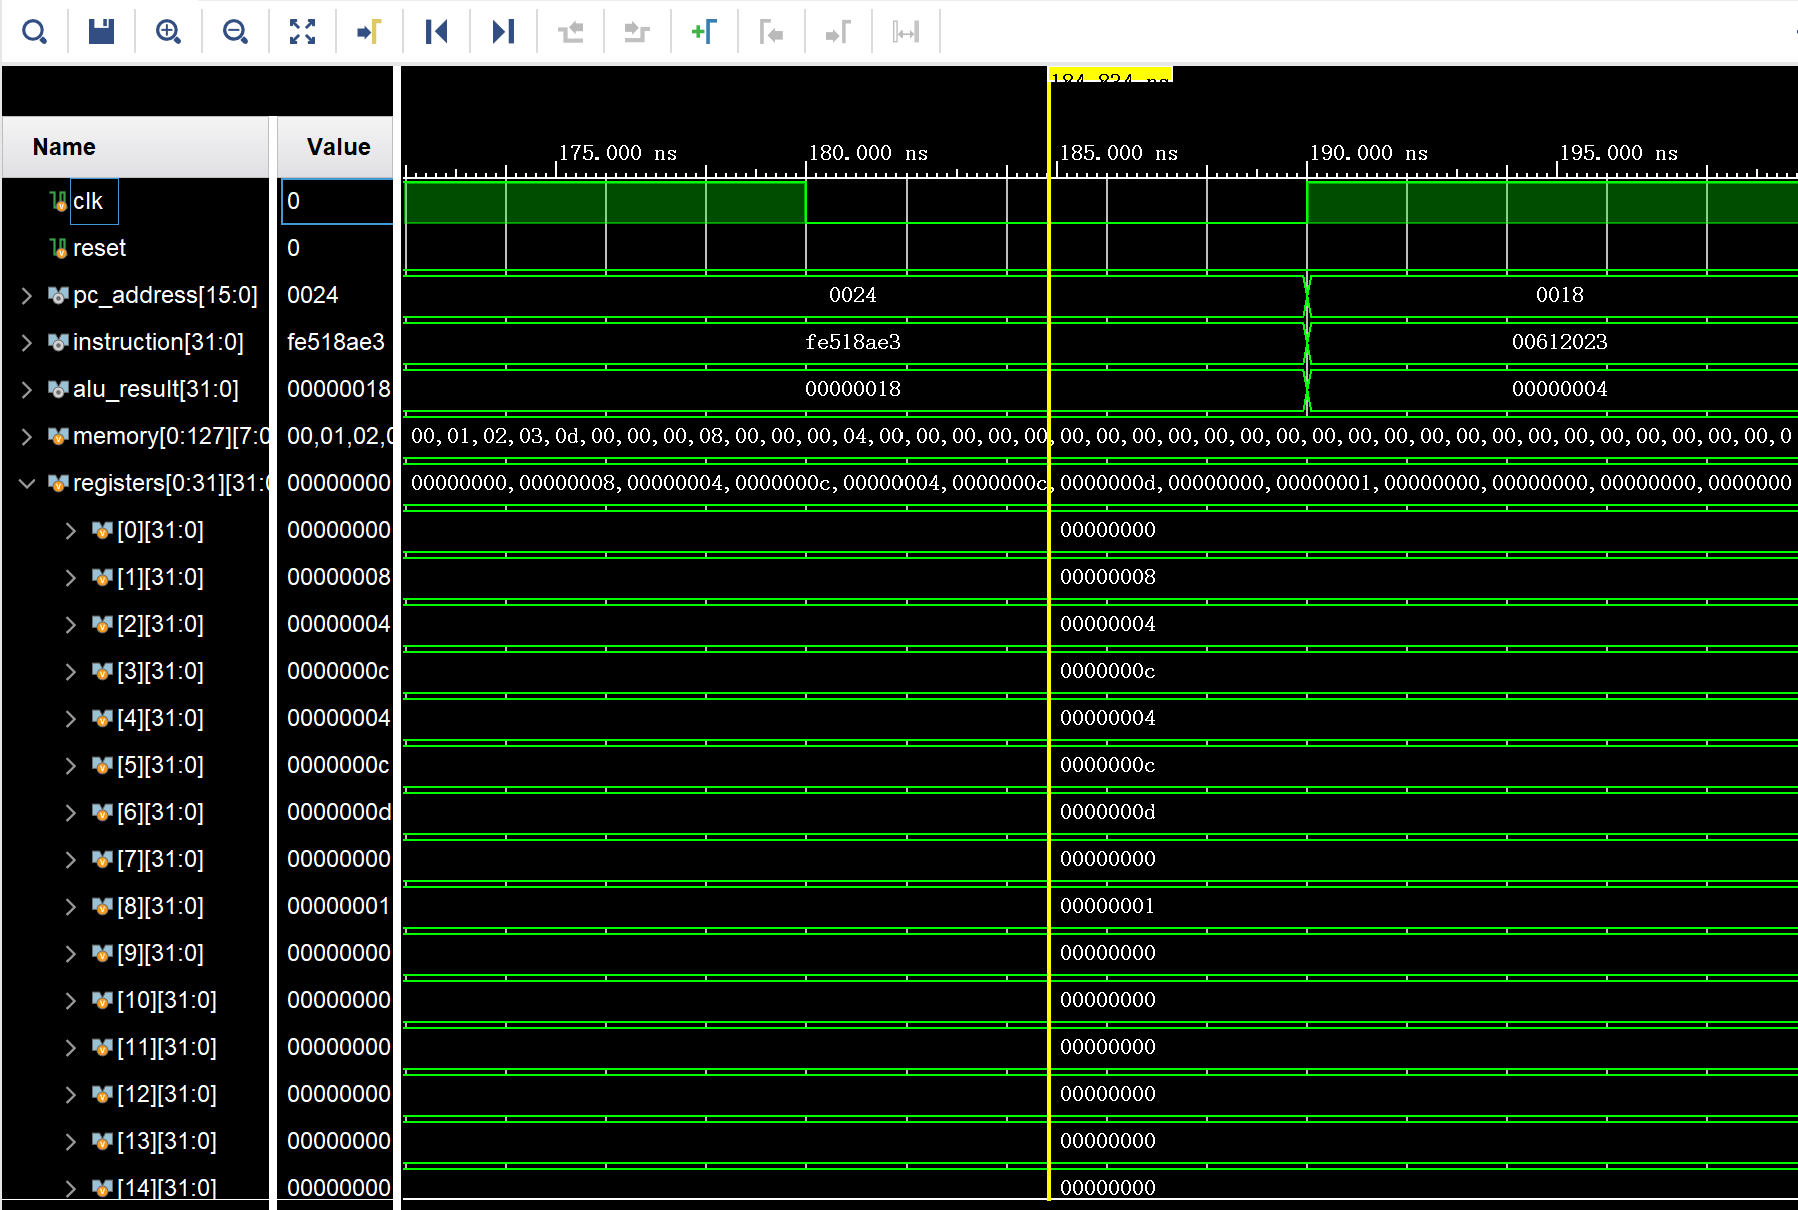 184.834 ns
Name Value 175.000 ns 180.000 ns 185.000 ns 190.000 ns 195.000 ns
clk 0
reset 0
pc_address[15:0] 0024 0024 0018
instruction[31:0] fe518ae3 fe518ae3 00612023
alu_result[31:0] 00000018 00000018 00000004
memory[0:127][7:0 00,01,02,0 00,01,02,03,0d,00,00,00,08,00,00,00,04,00,00,00,00,00,00,00,00,00,00,00,00,00,00,00,00,00,00,00,00,00,00,00,00,0
registers[0:31][31:0 00000000 00000000,00000008,00000004,0000000c,00000004,0000000c,0000000d,00000000,00000001,00000000,00000000,00000000,0000000
[0][31:0] 00000000 00000000
[1][31:0] 00000008 00000008
[2][31:0] 00000004 00000004
[3][31:0] 0000000c 0000000c
[4][31:0] 00000004 00000004
[5][31:0] 0000000c 0000000c
[6][31:0] 0000000d 0000000d
[7][31:0] 00000000 00000000
[8][31:0] 00000001 00000001
[9][31:0] 00000000 00000000
[10][31:0] 00000000 00000000
[11][31:0] 00000000 00000000
[12][31:0] 00000000 00000000
[13][31:0] 00000000 00000000
[14][31:0] 00000000 00000000